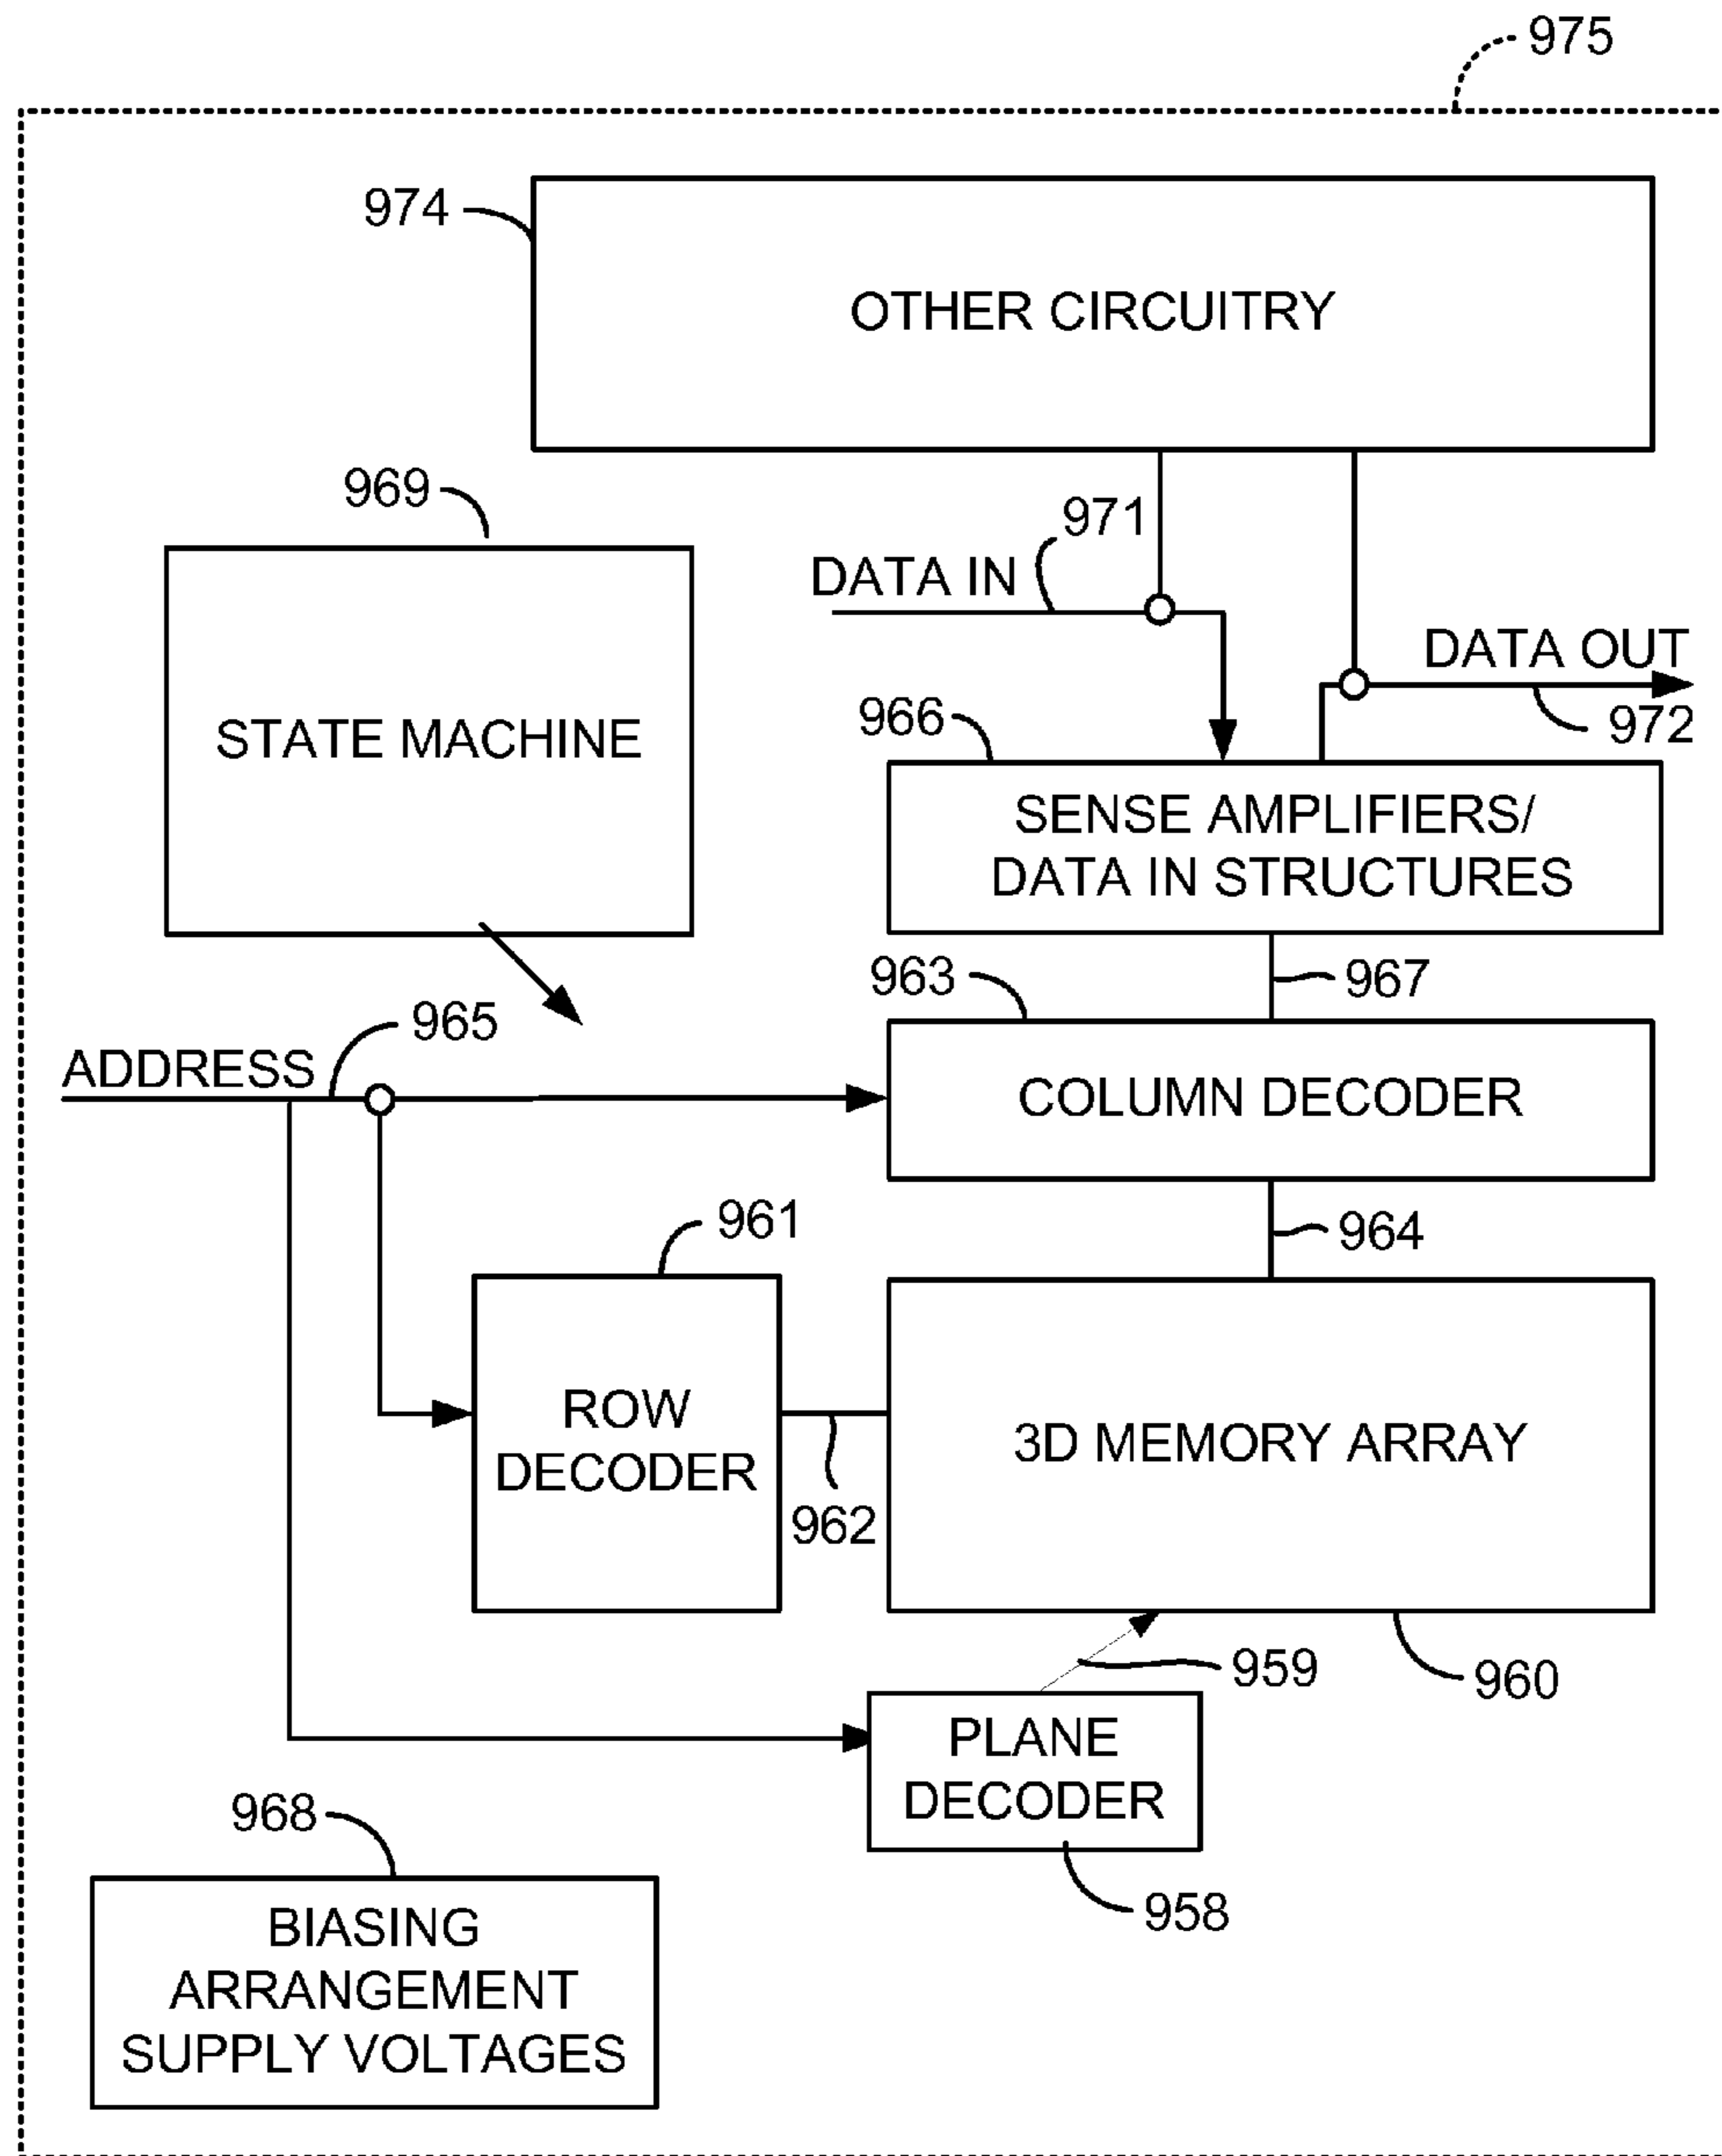 975
974
OTHER CIRCUITRY
969
971
DATA IN
DATA OUT
972
STATE MACHINE
966
SENSE AMPLIFIERS/
DATA IN STRUCTURES
963
967
965
ADDRESS
COLUMN DECODER
961
964
ROW
DECODER
3D MEMORY ARRAY
962
959
960
PLANE
DECODER
968
958
BIASING
ARRANGEMENT
SUPPLY VOLTAGES